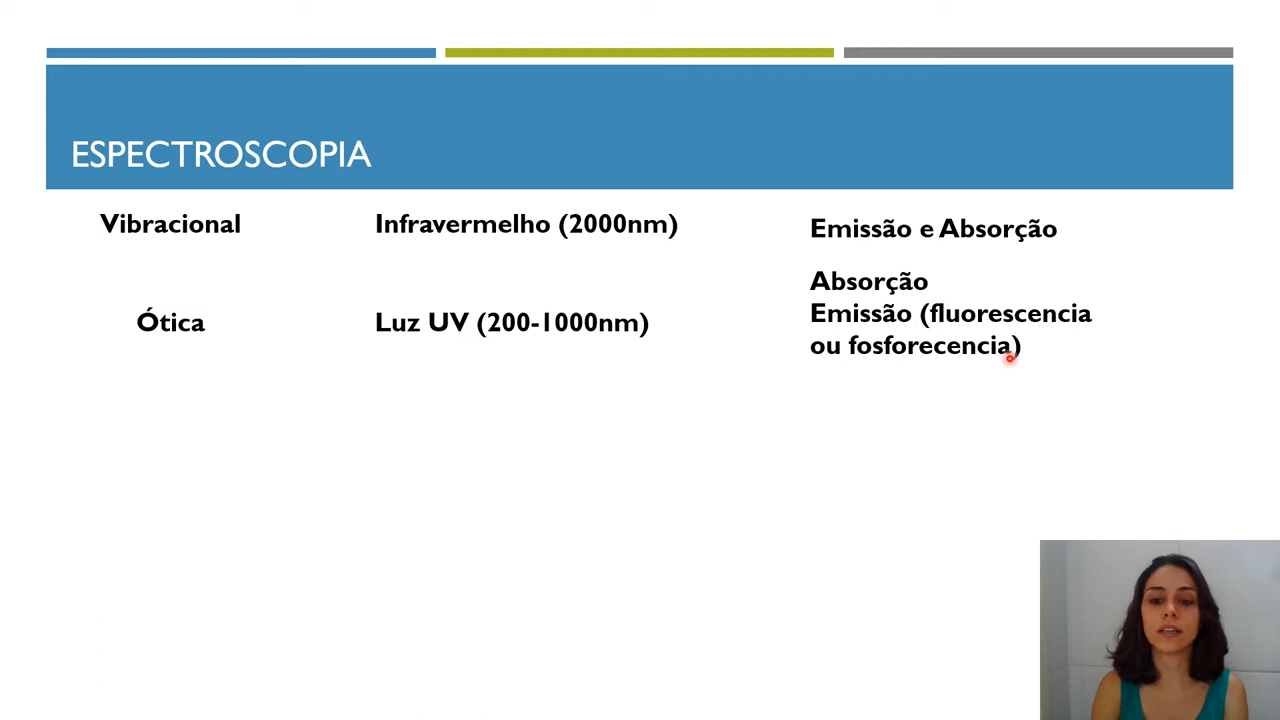 ESPECTROSCOPIA
Vibracional
Infravermelho (2000nm)
Emissão e Absorção
Ótica
Luz UV (200-1000nm)
Absorção
Emissão (fluorescencia
ou fosforecencia)